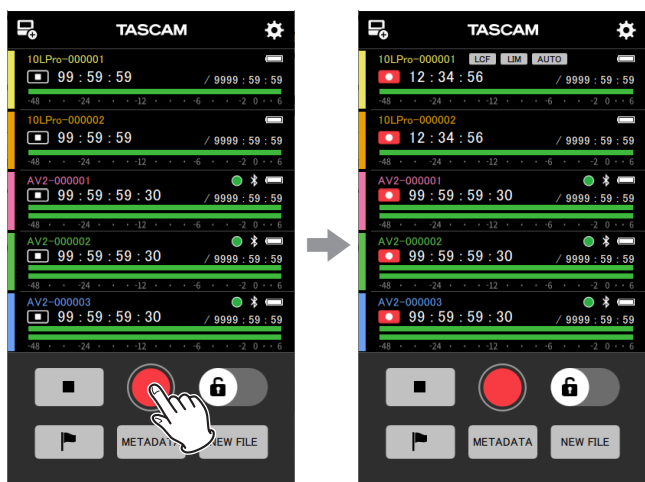 TASCAM
10LPro-000001
99 : 59 : 59 / 9999 : 59 : 59
-48 · · -24 · · · -12 · · · -6 · · -2 0 · · 6
10LPro-000002
99 : 59 : 59 / 9999 : 59 : 59
-48 · · -24 · · · -12 · · · -6 · · -2 0 · · 6
AV2-000001
99 : 59 : 59 : 30 / 9999 : 59 : 59
-48 · · -24 · · · -12 · · · -6 · · -2 0 · · 6
AV2-000002
99 : 59 : 59 : 30 / 9999 : 59 : 59
-48 · · -24 · · · -12 · · · -6 · · -2 0 · · 6
AV2-000003
99 : 59 : 59 : 30 / 9999 : 59 : 59
-48 · · -24 · · · -12 · · · -6 · · -2 0 · · 6
NEW FILE
TASCAM
10LPro-000001 LCF LIM AUTO
12 : 34 : 56 / 9999 : 59 : 59
-48 · · -24 · · · -12 · · · -6 · · -2 0 · · 6
10LPro-000002
12 : 34 : 56 / 9999 : 59 : 59
-48 · · -24 · · · -12 · · · -6 · · -2 0 · · 6
AV2-000001
99 : 59 : 59 : 30 / 9999 : 59 : 59
-48 · · -24 · · · -12 · · · -6 · · -2 0 · · 6
AV2-000002
99 : 59 : 59 : 30 / 9999 : 59 : 59
-48 · · -24 · · · -12 · · · -6 · · -2 0 · · 6
AV2-000003
99 : 59 : 59 : 30 / 9999 : 59 : 59
-48 · · -24 · · · -12 · · · -6 · · -2 0 · · 6
METADATA NEW FILE